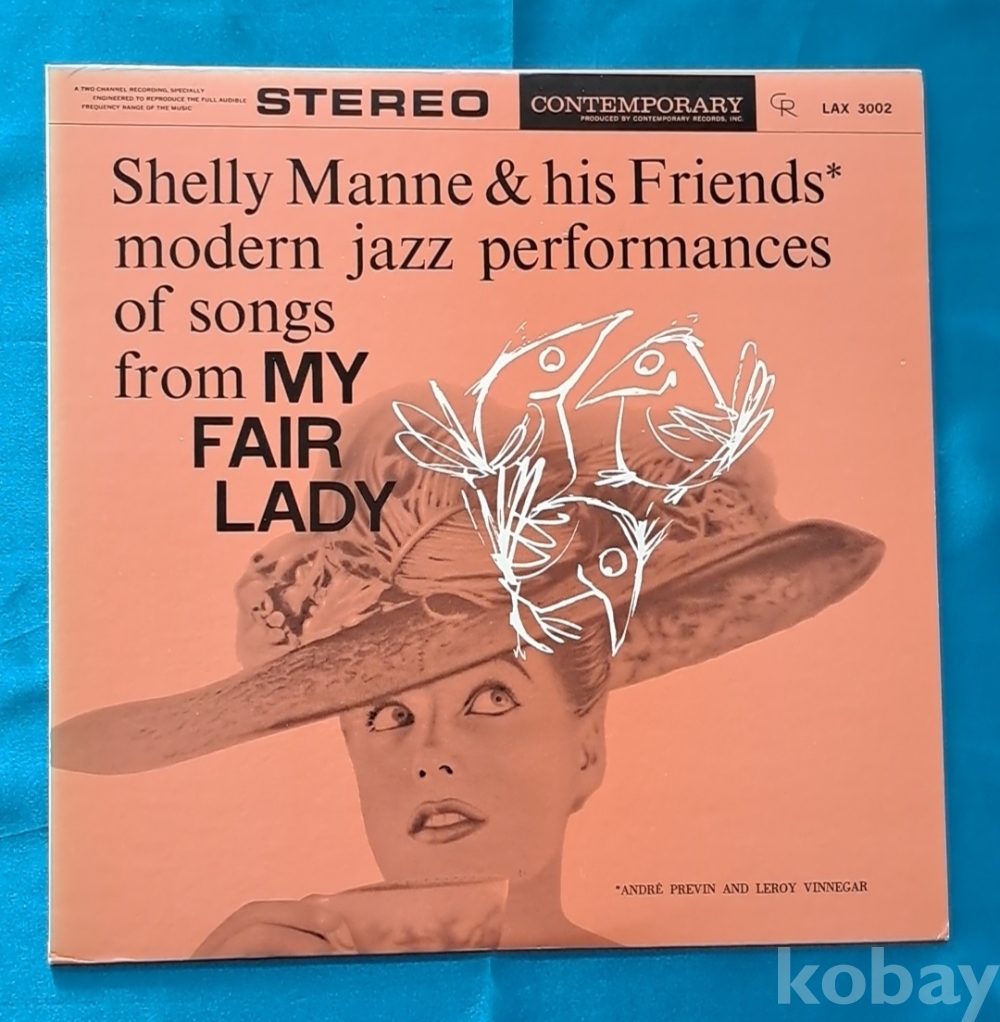 A TWO CHANNEL RECORDING, SPECIALLY
ENGINEERED TO REPRODUCE THE FULL AUDIBLE
FREQUENCY RANGE OF THE MUSIC
STEREO
CONTEMPORARY
PRODUCED BY CONTEMPORARY RECORDS, INC.
CR
LAX 3002
Shelly Manne & his Friends*
modern jazz performances
of songs
from MY
FAIR
LADY
*ANDRÉ PREVIN AND LEROY VINNEGAR
kobay